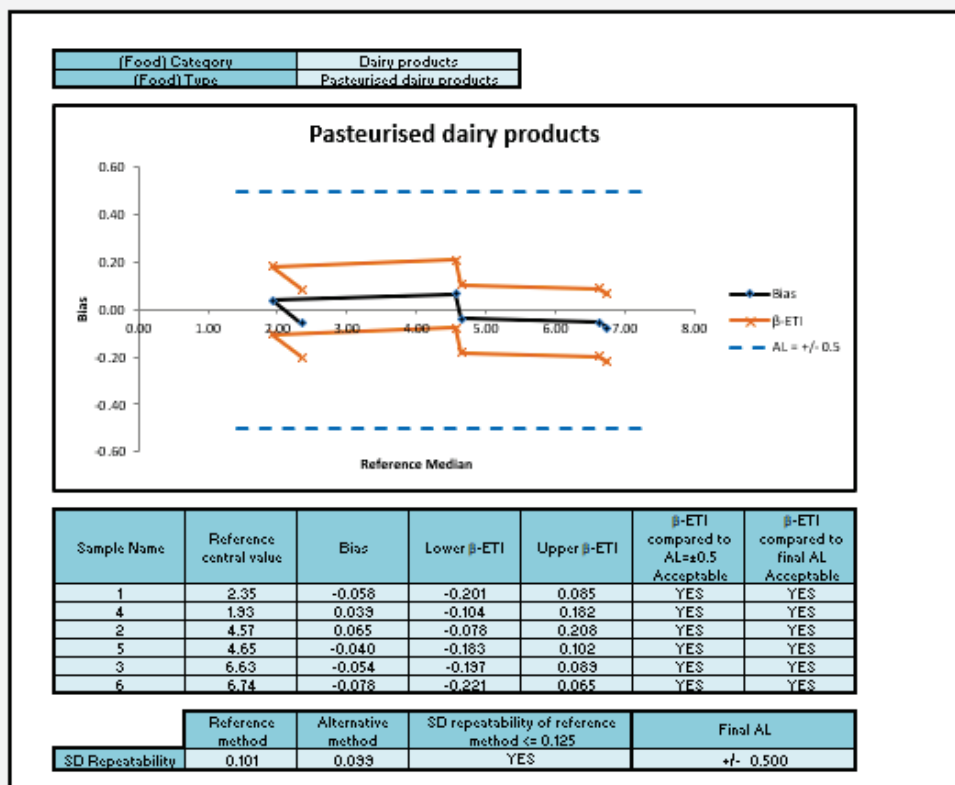 (Food) Category Dairy products
(Food) Type Pasteurised dairy products
Pasteurised dairy products
0.60
0.40
0.20
0.00
-0.20
-0.40
-0.60
Bias
0.00 1.00 2.00 3.00 4.00 5.00 6.00 7.00 8.00
Reference Median
Bias
β-ETI
AL = +/- 0.5
Sample Name Reference central value Bias Lower β-ETI Upper β-ETI β-ETI compared to AL=±0.5 Acceptable β-ETI compared to final AL Acceptable
1 2.35 -0.058 -0.201 0.085 YES YES
4 1.93 0.039 -0.104 0.182 YES YES
2 4.57 0.065 -0.078 0.208 YES YES
5 4.65 -0.040 -0.183 0.102 YES YES
3 6.63 -0.054 -0.197 0.089 YES YES
6 6.74 -0.078 -0.221 0.065 YES YES
Reference method Alternative method SD repeatability of reference method <= 0.125 Final AL
SD Repeatability 0.101 0.099 YES +/- 0.500